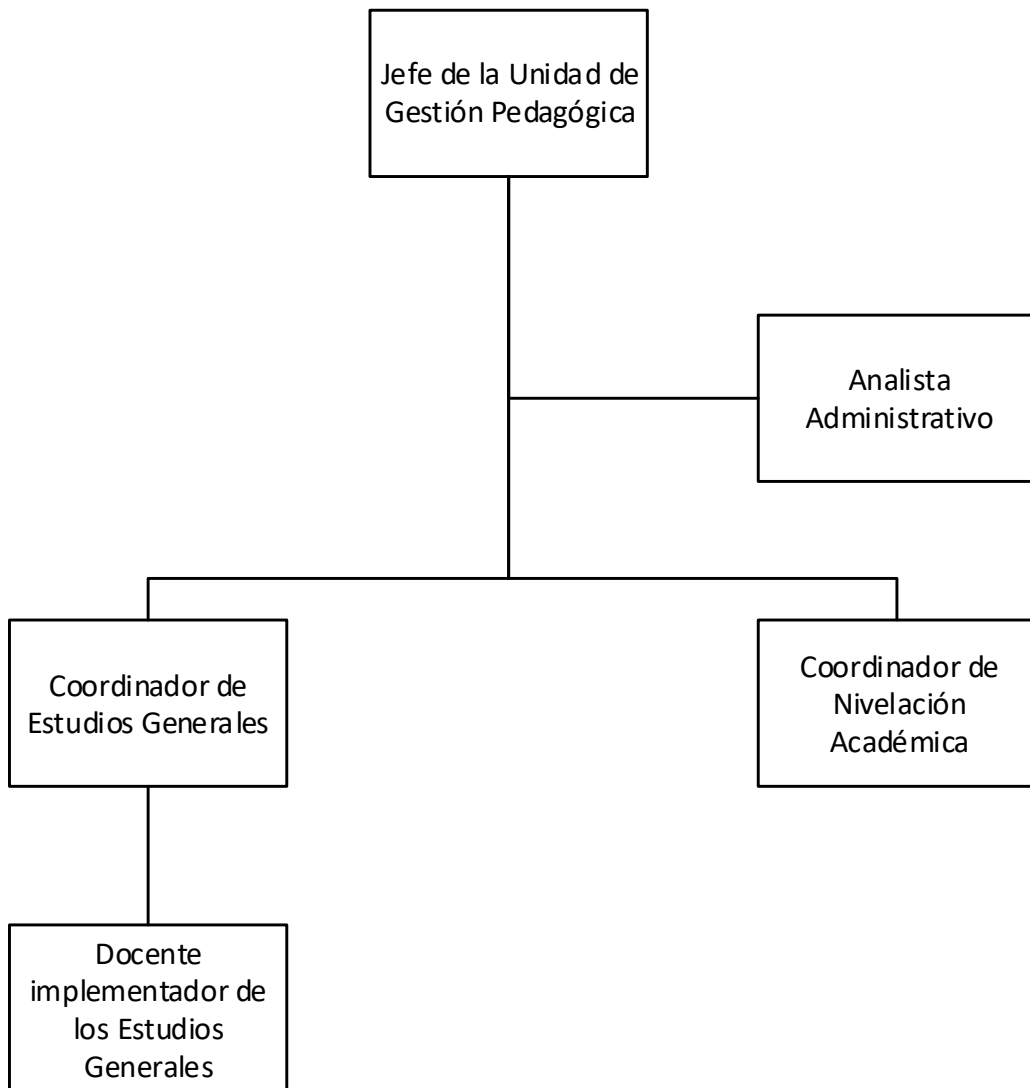 Jefe de la Unidad de
Gestión Pedagógica
Analista
Administrativo
Coordinador de
Estudios Generales
Coordinador de
Nivelación
Académica
Docente
implementador de
los Estudios
Generales